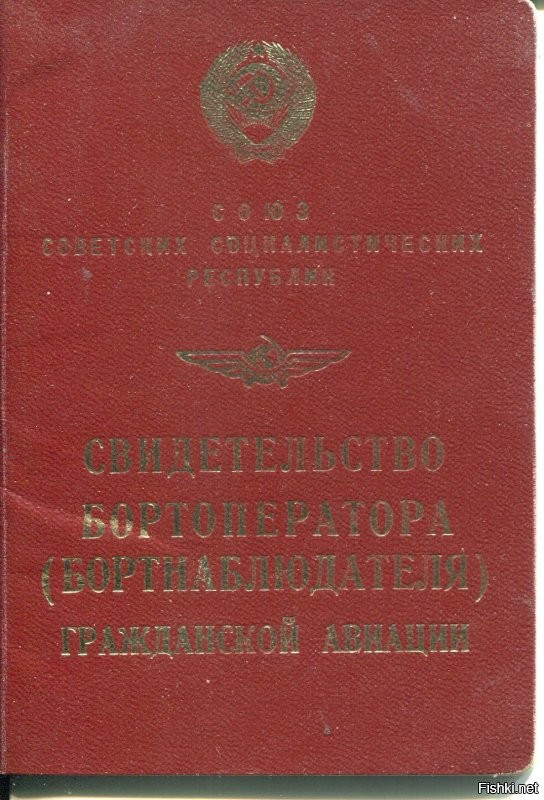 СОЮЗ
СОВЕТСКИХ СОЦИАЛИСТИЧЕСКИХ
РЕСПУБЛИК
СВИДЕТЕЛЬСТВО
БОРТОПЕРАТОРА
(БОРТНАБЛЮДАТЕЛЯ)
ГРАЖДАНСКОЙ АВИАЦИИ
Fishki.net